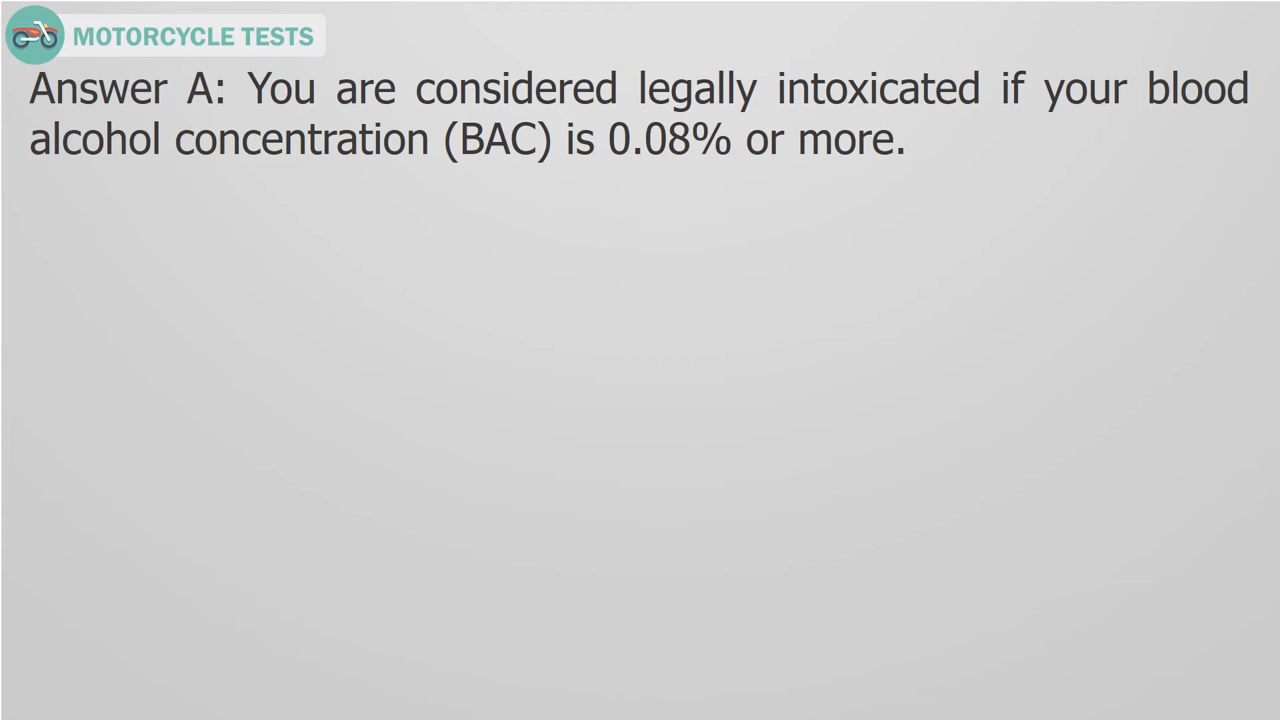 MOTORCYCLE TESTS
Answer A: You are considered legally intoxicated if your blood
alcohol concentration (BAC) is 0.08% or more.